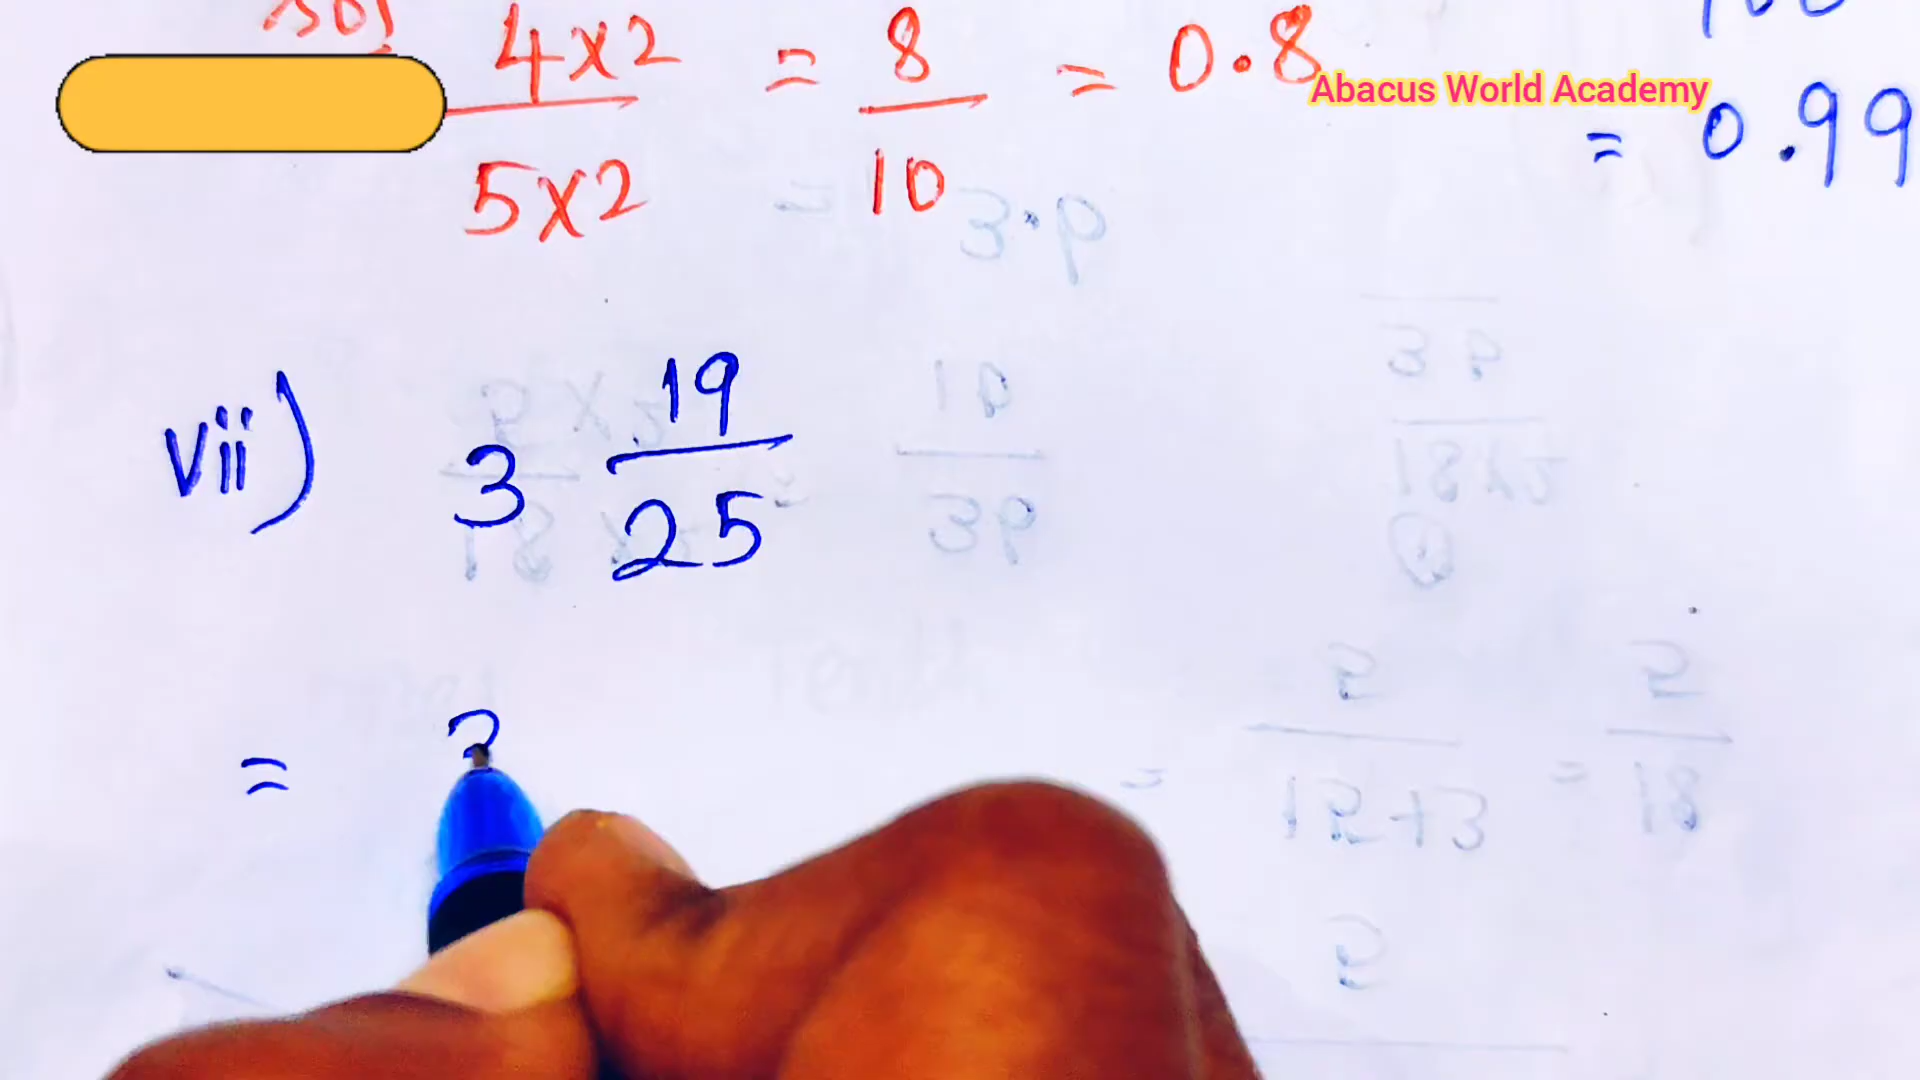 4x2 = 8 = 0.8
5x2 10
Abacus World Academy
= 0.99
vii) 3 19
25
= 3